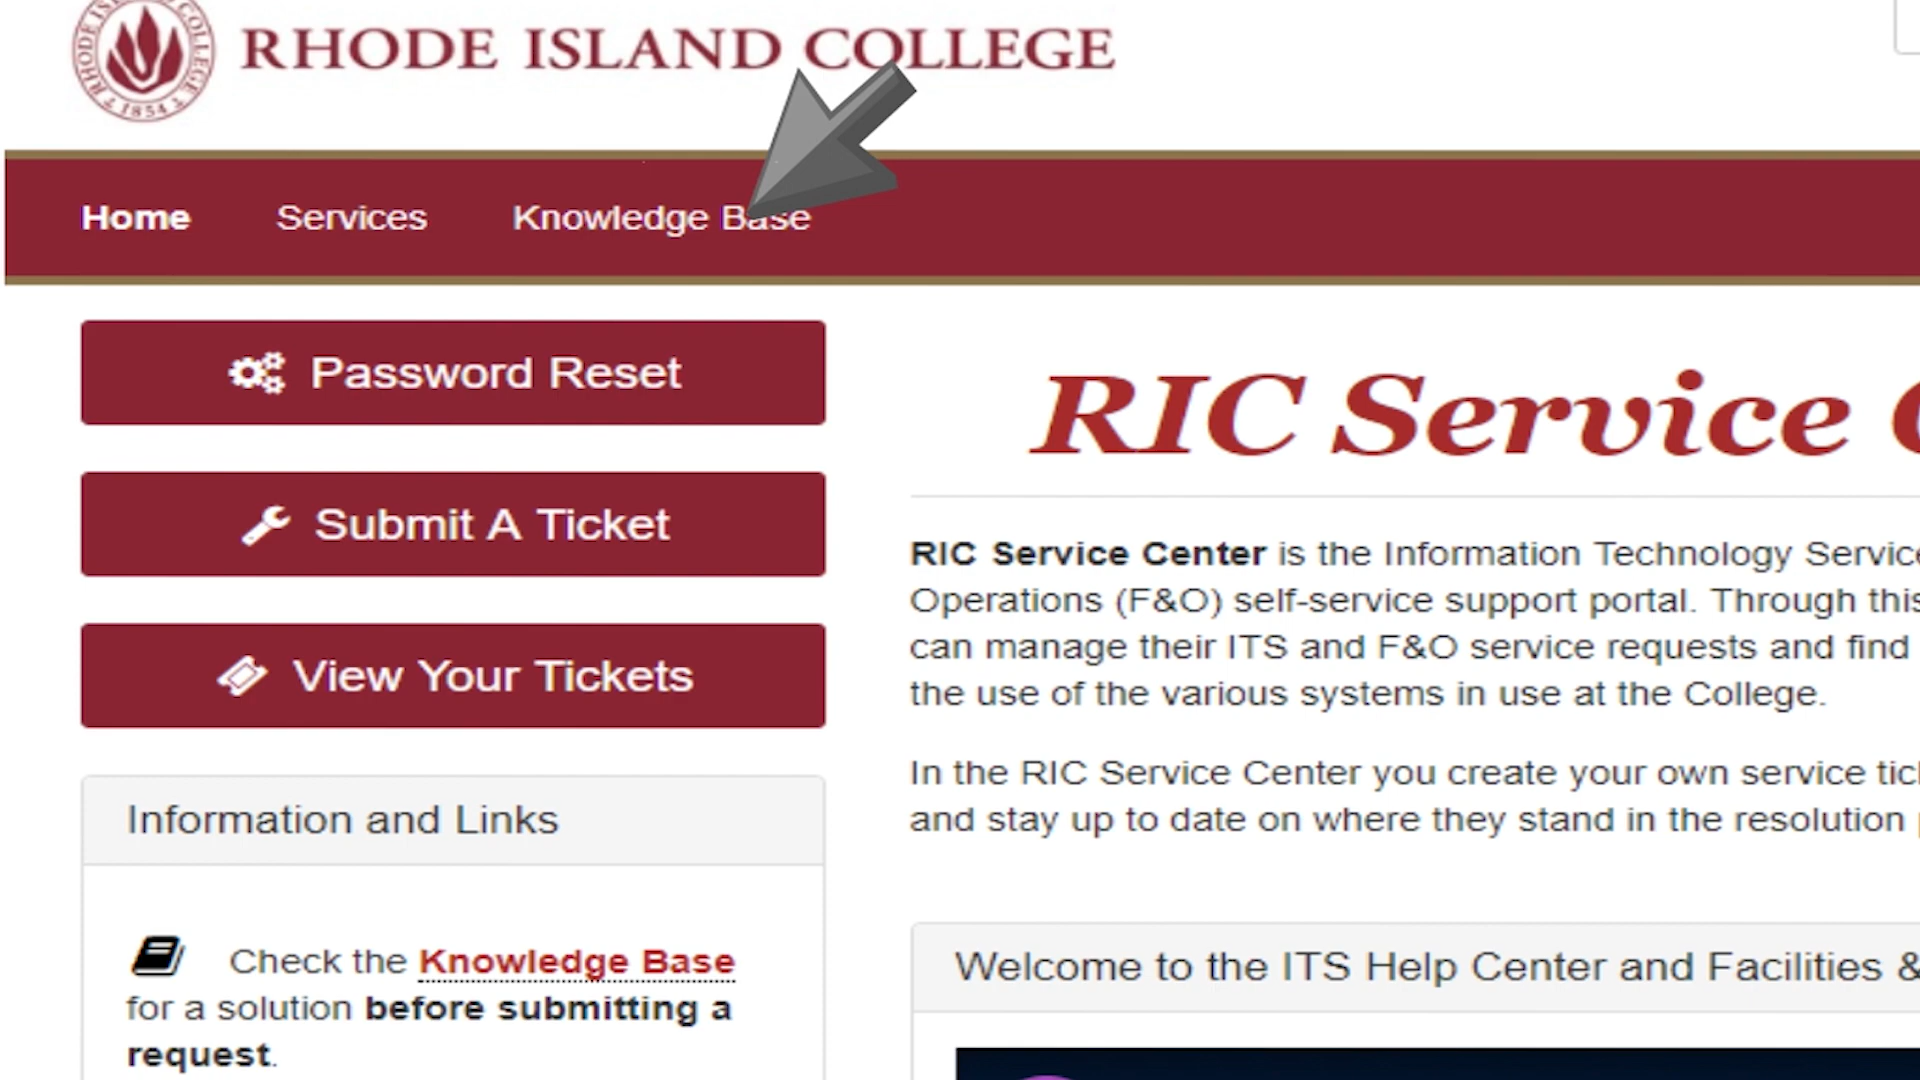 RHODE ISLAND COLLEGE
1854
RHODE ISLAND COLLEGE
Home Services Knowledge Base
Password Reset
Submit A Ticket
View Your Tickets
Information and Links
Check the Knowledge Base
for a solution before submitting a
request.
RIC Service
RIC Service Center is the Information Technology
Operations (F&O) self-service support portal. Through
can manage their ITS and F&O service requests and find
the use of the various systems in use at the College.
In the RIC Service Center you create your own service
and stay up to date on where they stand in the resolution
Welcome to the ITS Help Center and Facilities &